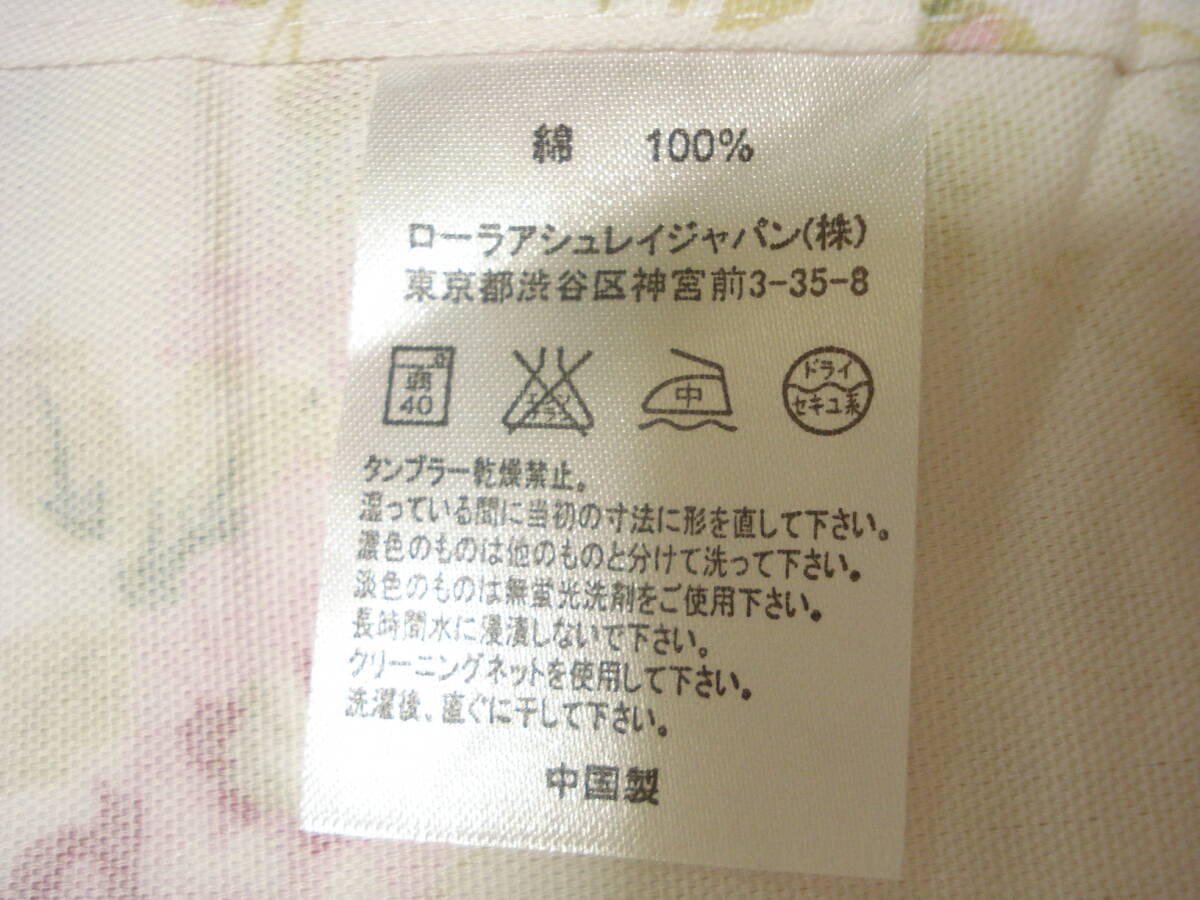 綿 100%
ローラアシュレイジャパン(株)
東京都渋谷区神宮前3-35-8
弱
40
エンソ
サラシ
中
ドライ
セキユ系
タンブラー乾燥禁止。
湿っている間に当初の寸法に形を直して下さい。
濃色のものは他のものと分けて洗って下さい。
淡色のものは無蛍光洗剤をご使用下さい。
長時間水に浸漬しないで下さい。
クリーニングネットを使用して下さい。
洗濯後、直ぐに干して下さい。
中国製